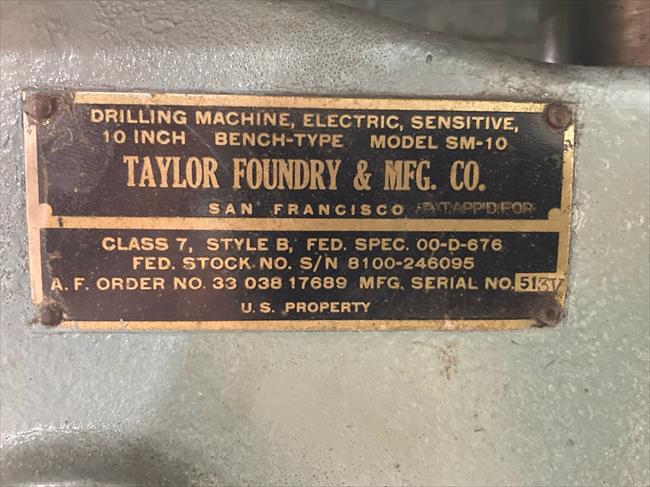 DRILLING MACHINE, ELECTRIC, SENSITIVE,
10 INCH BENCH-TYPE MODEL SM-10
TAYLOR FOUNDRY & MFG. CO.
SAN FRANCISCO PAT. APP'D. FOR
CLASS 7, STYLE B, FED. SPEC. 00-D-676
FED. STOCK NO. S/N 8100-246095
A.F. ORDER NO. 33 038 17689 MFG. SERIAL NO.
U.S. PROPERTY